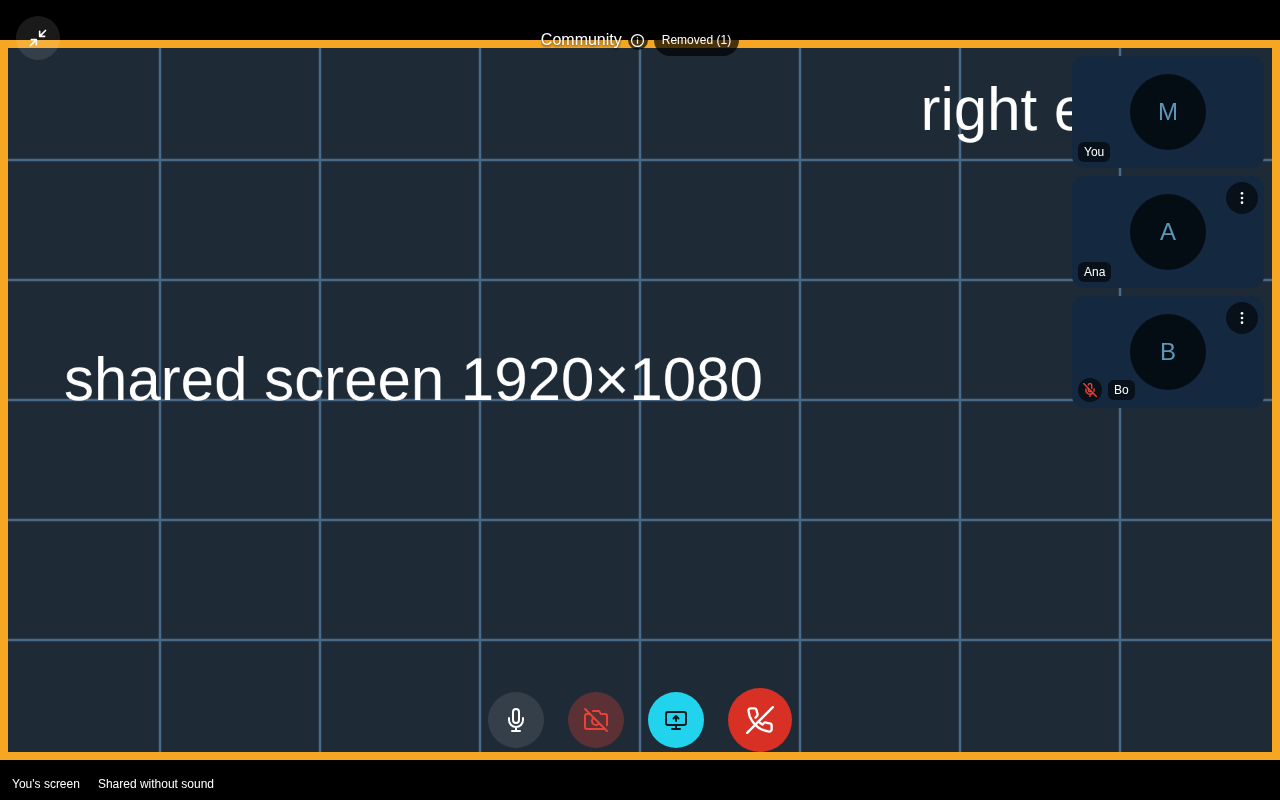 Community Removed (1)
right e
M
You
A
Ana
shared screen 1920×1080
B
Bo
You's screen Shared without sound